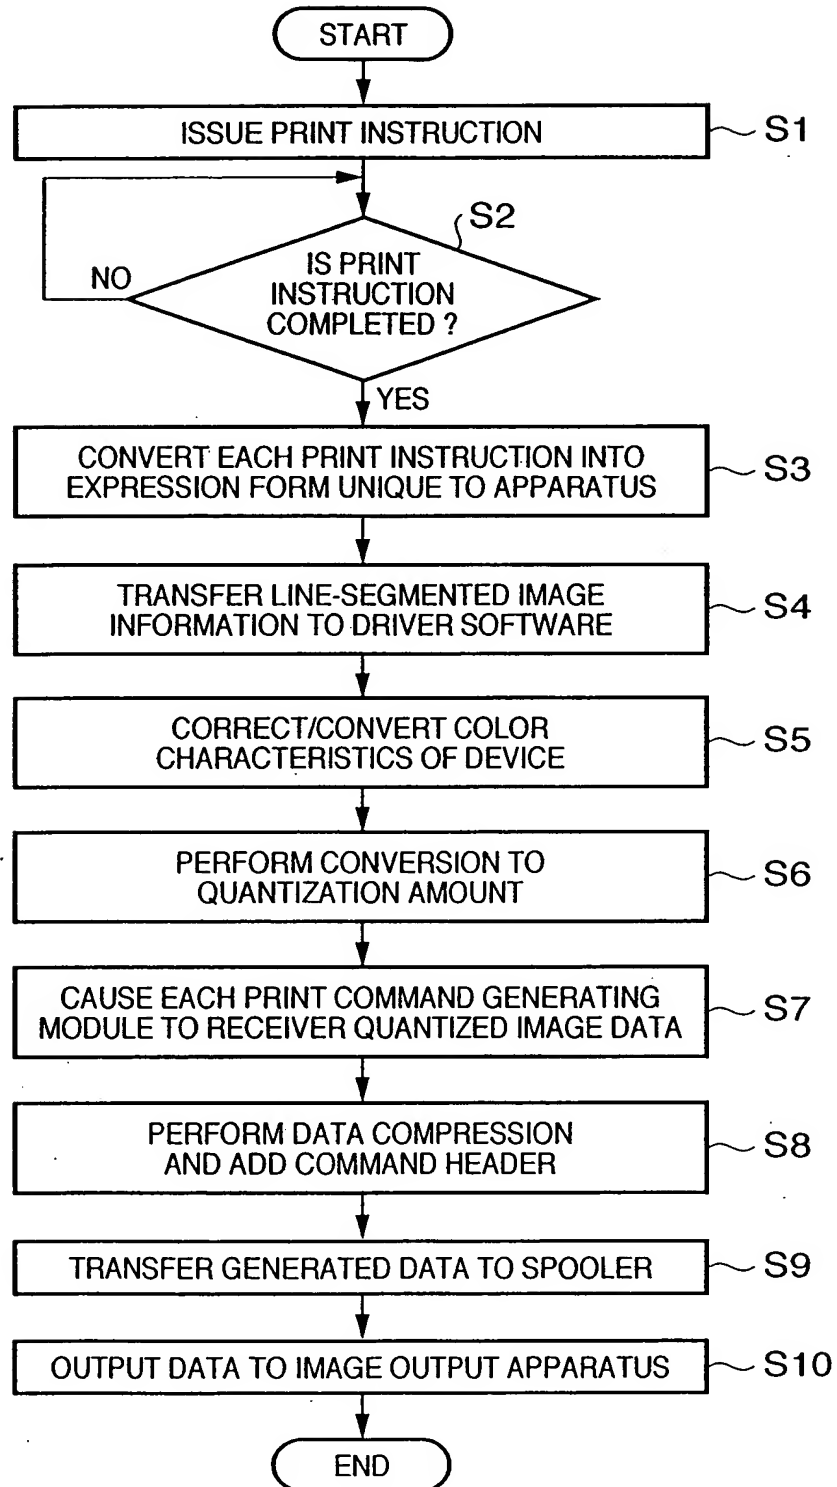 START
ISSUE PRINT INSTRUCTION
S1
S2
IS PRINT
INSTRUCTION
COMPLETED ?
NO
YES
CONVERT EACH PRINT INSTRUCTION INTO
EXPRESSION FORM UNIQUE TO APPARATUS
S3
TRANSFER LINE-SEGMENTED IMAGE
INFORMATION TO DRIVER SOFTWARE
S4
CORRECT/CONVERT COLOR
CHARACTERISTICS OF DEVICE
S5
PERFORM CONVERSION TO
QUANTIZATION AMOUNT
S6
CAUSE EACH PRINT COMMAND GENERATING
MODULE TO RECEIVER QUANTIZED IMAGE DATA
S7
PERFORM DATA COMPRESSION
AND ADD COMMAND HEADER
S8
TRANSFER GENERATED DATA TO SPOOLER
S9
OUTPUT DATA TO IMAGE OUTPUT APPARATUS
S10
END